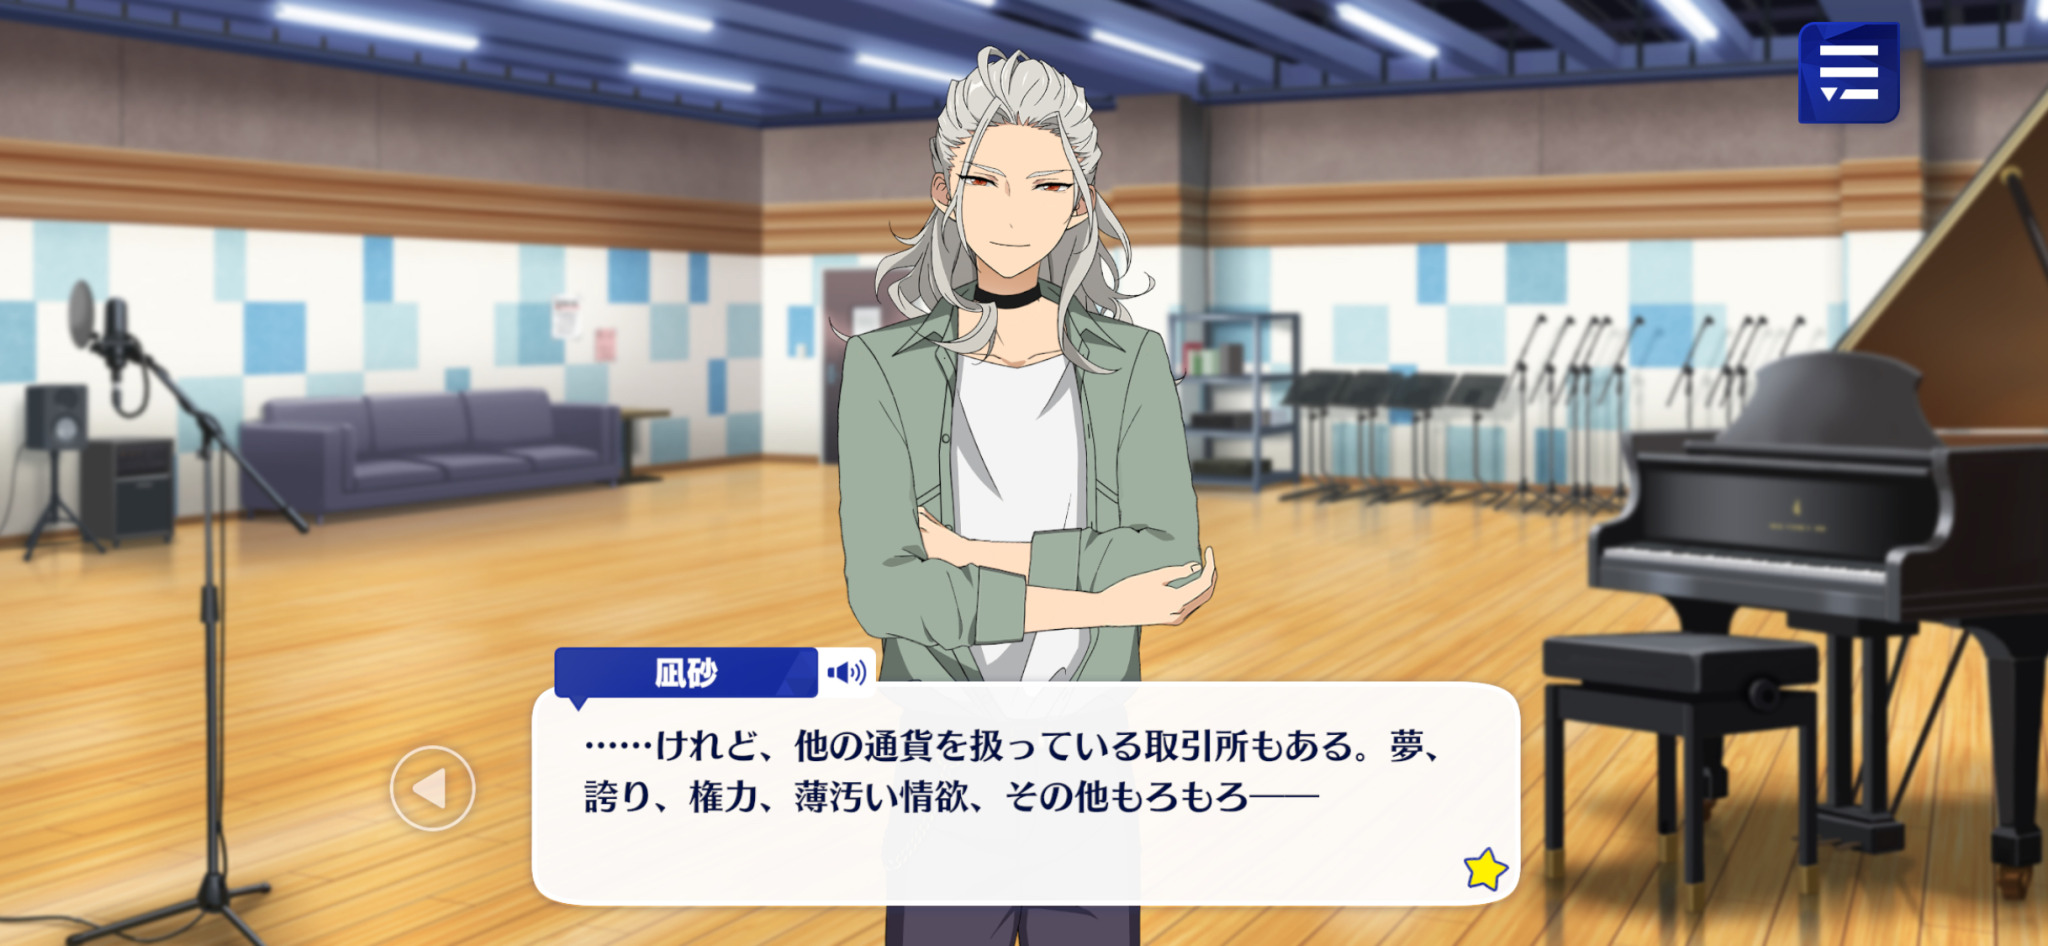 凪砂
……けれど、他の通貨を扱っている取引所もある。夢、
誇り、権力、薄汚い情欲、その他もろもろ──